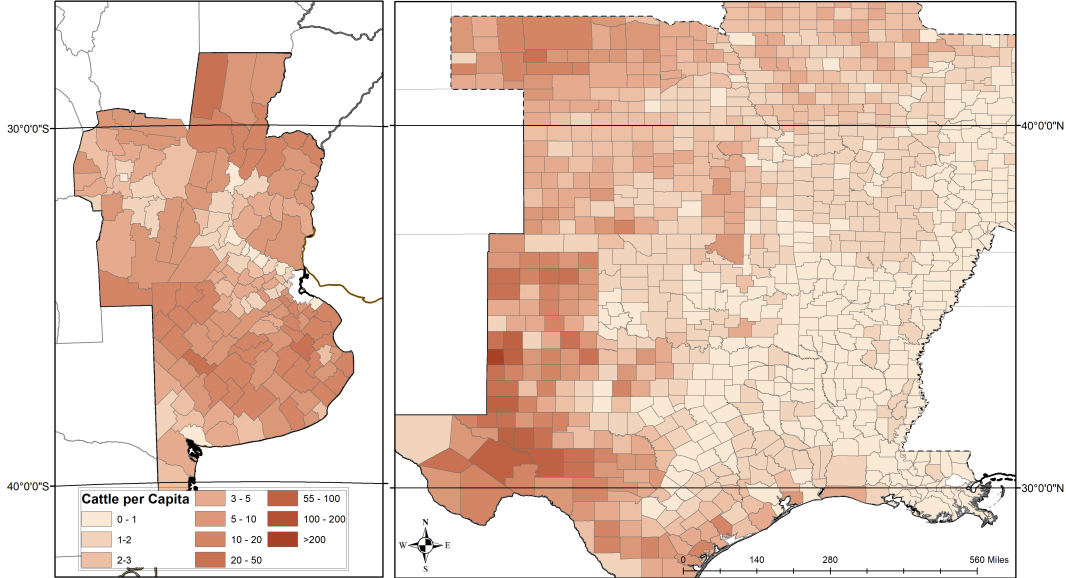 30°0'0"S
40°0'0"N
Cattle per Capita
0 - 1
1-2
2-3
3 - 5
5 - 10
10 - 20
20 - 50
55 - 100
100 - 200
>200
40°0'0"S
30°0'0"N
N
W E
S
0 140 280 560 Miles